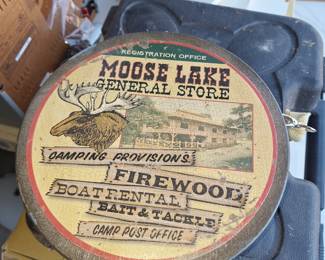 REGISTRATION OFFICE
MOOSE LAKE
GENERAL STORE
CAMPING PROVISIONS
FIREWOOD
BOAT RENTAL
BAIT & TACKLE
CAMP POST OFFICE